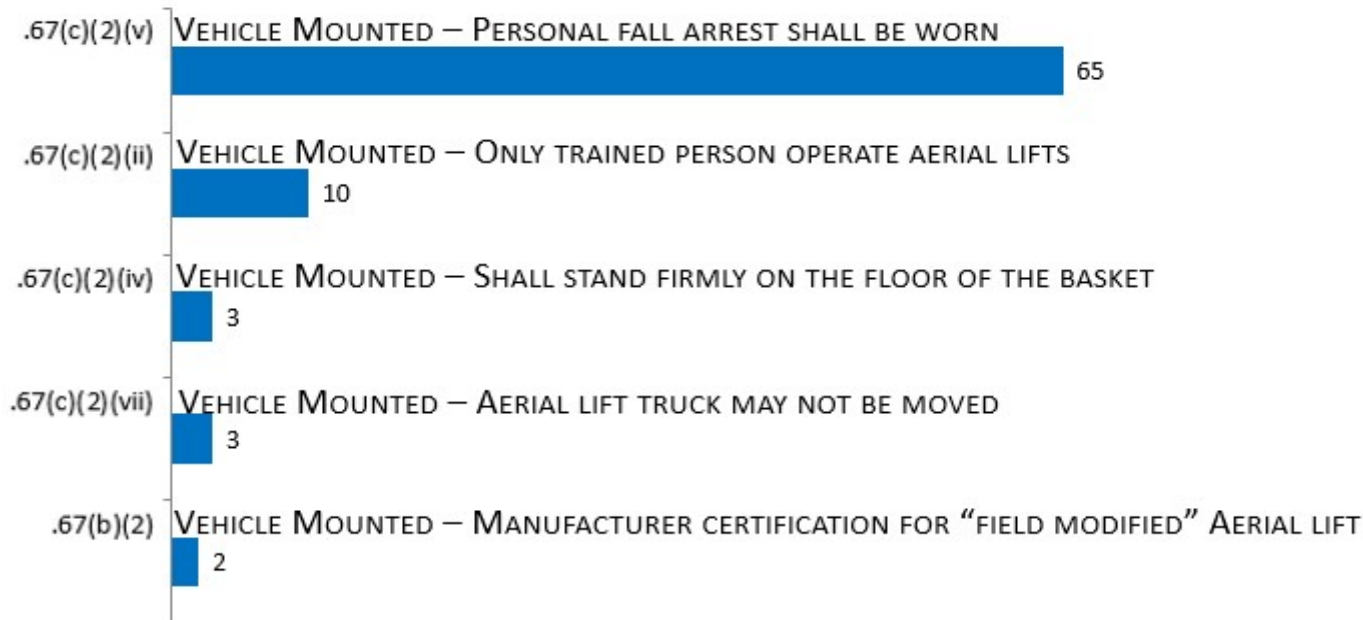 .67(c)(2)(v) VEHICLE MOUNTED – PERSONAL FALL ARREST SHALL BE WORN
65
.67(c)(2)(ii) VEHICLE MOUNTED – ONLY TRAINED PERSON OPERATE AERIAL LIFTS
10
.67(c)(2)(iv) VEHICLE MOUNTED – SHALL STAND FIRMLY ON THE FLOOR OF THE BASKET
3
.67(c)(2)(vii) VEHICLE MOUNTED – AERIAL LIFT TRUCK MAY NOT BE MOVED
3
.67(b)(2) VEHICLE MOUNTED – MANUFACTURER CERTIFICATION FOR “FIELD MODIFIED” AERIAL LIFT
2